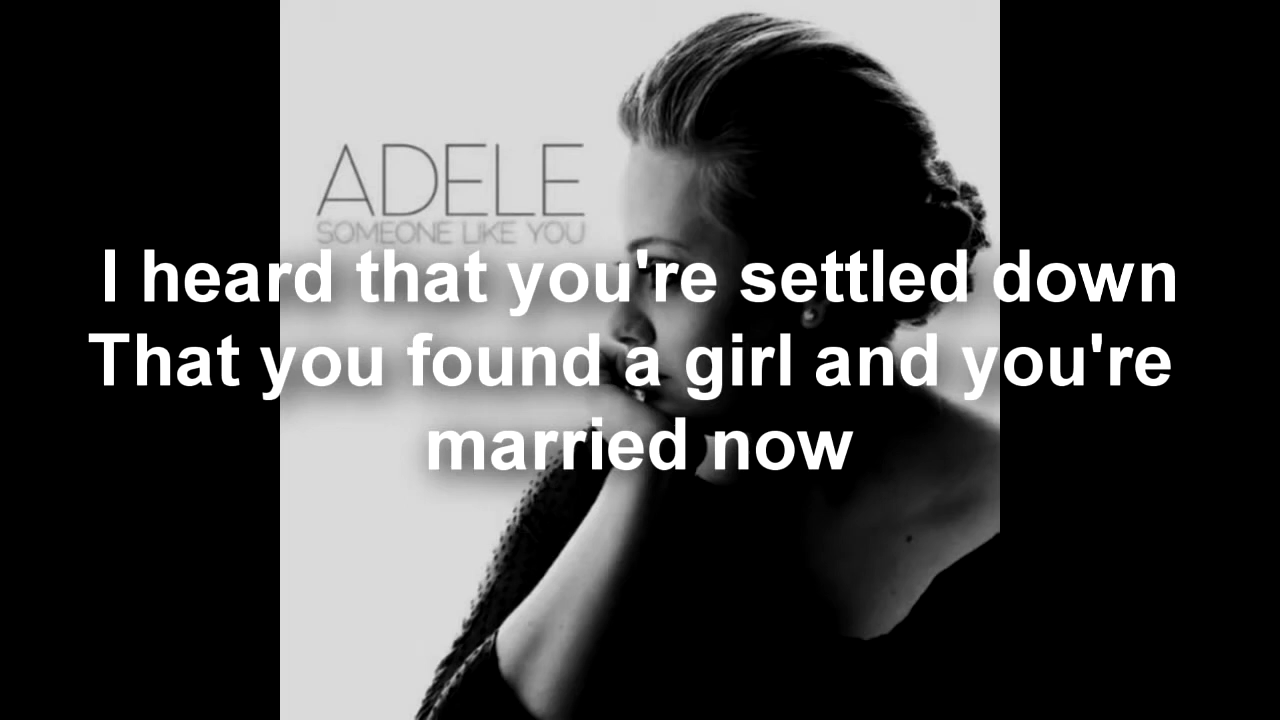 ADELE
SOMEONE LIKE YOU
I heard that you're settled down
That you found a girl and you're
married now